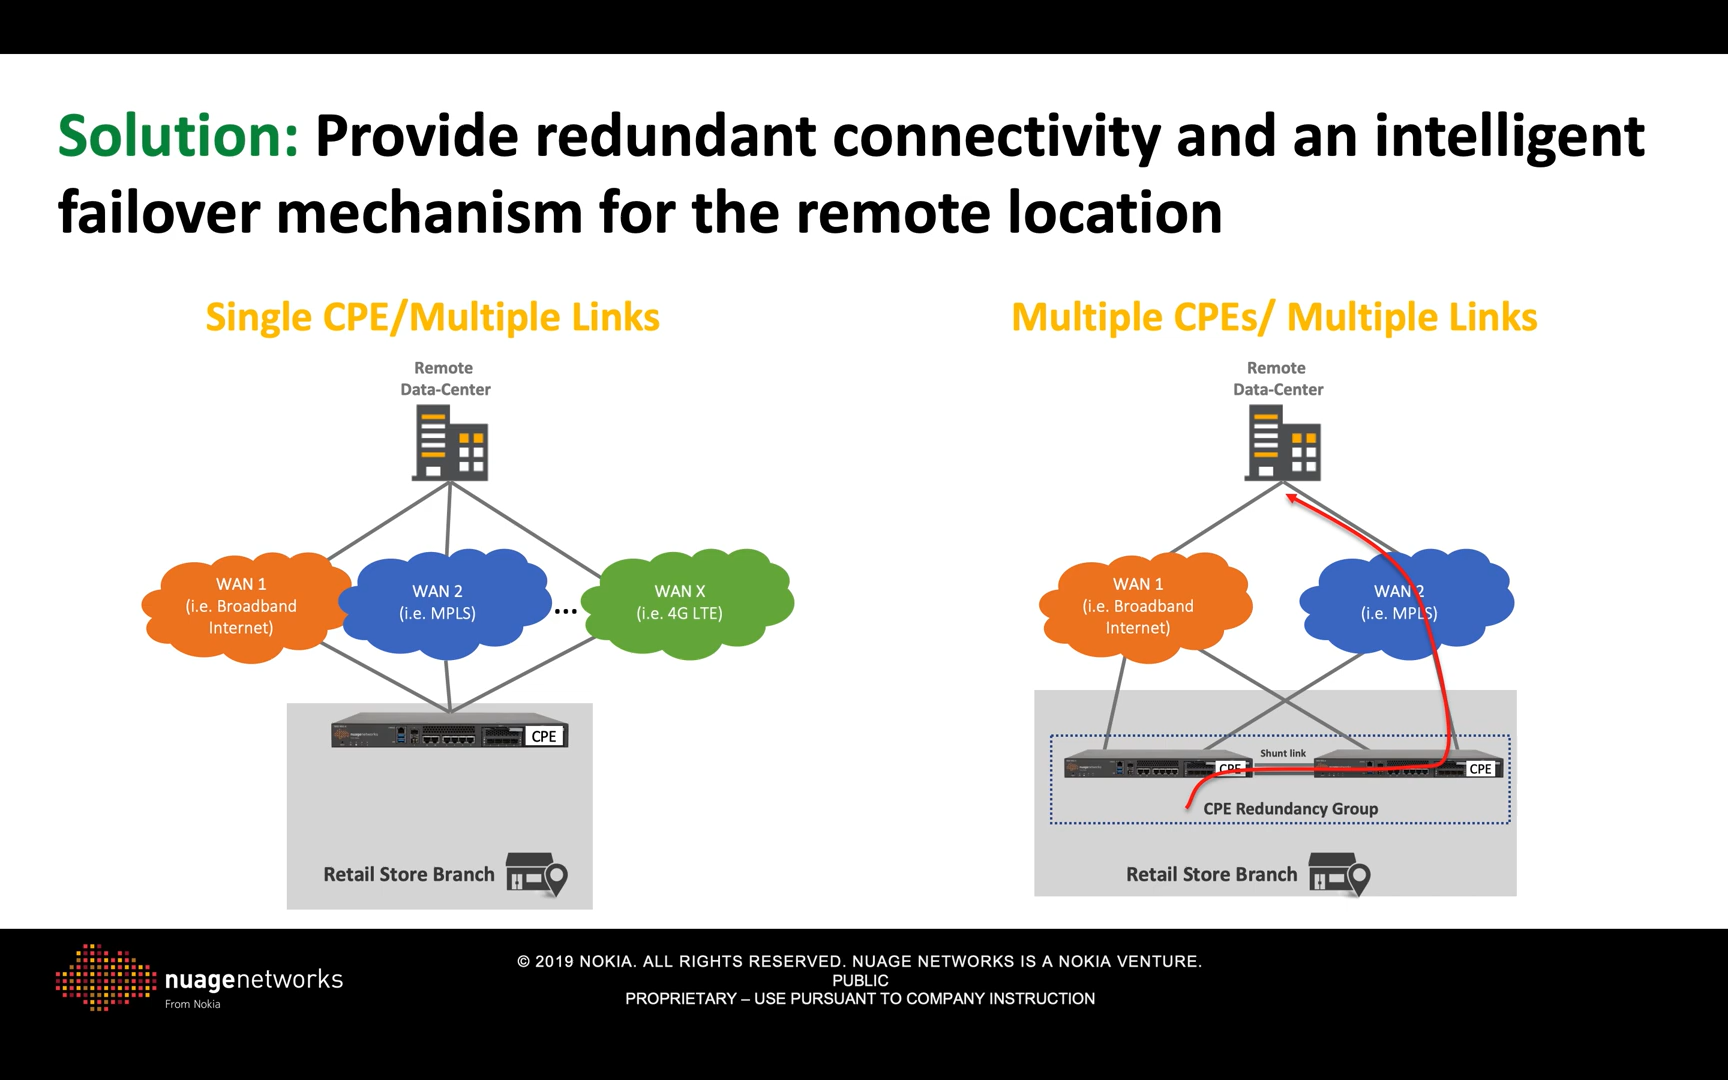 Solution: Provide redundant connectivity and an intelligent
failover mechanism for the remote location
Single CPE/Multiple Links
Remote
Data-Center
WAN 1
(i.e. Broadband
Internet)
WAN 2
(i.e. MPLS)
...
WAN X
(i.e. 4G LTE)
CPE
Retail Store Branch
Multiple CPEs/ Multiple Links
Remote
Data-Center
WAN 1
(i.e. Broadband
Internet)
WAN 2
(i.e. MPLS)
Shunt link
CPE
CPE
CPE Redundancy Group
Retail Store Branch
nuagenetworks
From Nokia
© 2019 NOKIA. ALL RIGHTS RESERVED. NUAGE NETWORKS IS A NOKIA VENTURE.
PUBLIC
PROPRIETARY – USE PURSUANT TO COMPANY INSTRUCTION